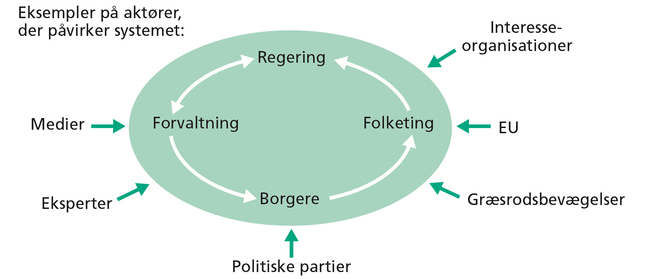 Eksempler på aktører,
der påvirker systemet:
Interesse-
organisationer
Regering
Medier
Forvaltning
Folketing
EU
Eksperter
Borgere
Græsrodsbevægelser
Politiske partier